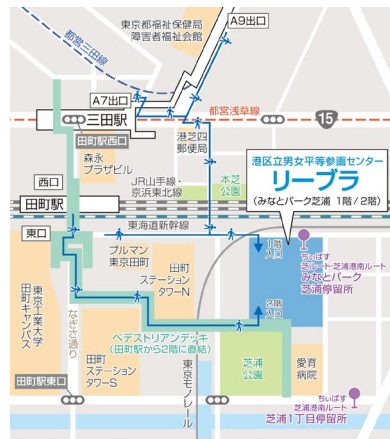 東京都福祉保健局
障害者福祉会館
A9出口
都営三田線
A7出口
三田駅
都営浅草線
15
田町駅西口
港芝四
郵便局
森永
プラザビル
本芝
公園
西口
JR山手線・
京浜東北線
港区立男女平等参画センター
リーブラ
(みなとパーク芝浦 1階/2階)
田町駅
東海道新幹線
東口
プルマン
東京田町
1階
入口
ちぃばす
芝ルート・芝浦港南ルート
みなとパーク
芝浦停留所
田町
ステーション
タワーN
2階
入口
東京工業大学
田町キャンパス
なぎさ通り
ペデストリアンデッキ
(田町駅から2階に直結)
田町
ステーション
タワーS
東京モノレール
芝浦
公園
愛育
病院
田町駅東口
ちぃばす
芝浦港南ルート
芝浦1丁目停留所